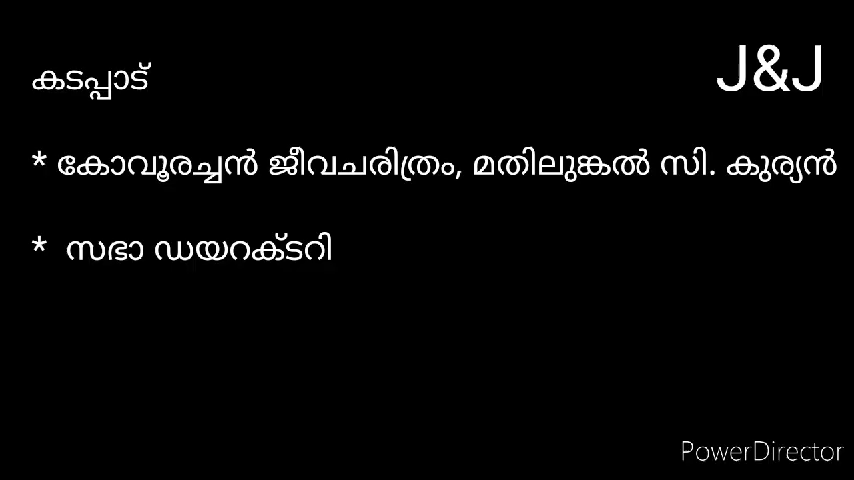 കടപ്പാട്
J&J
* കോവൂരച്ചൻ ജീവചരിത്രം, മതിലുങ്കൽ സി. കുര്യൻ
* സഭാ ഡയറക്ടറി
PowerDirector